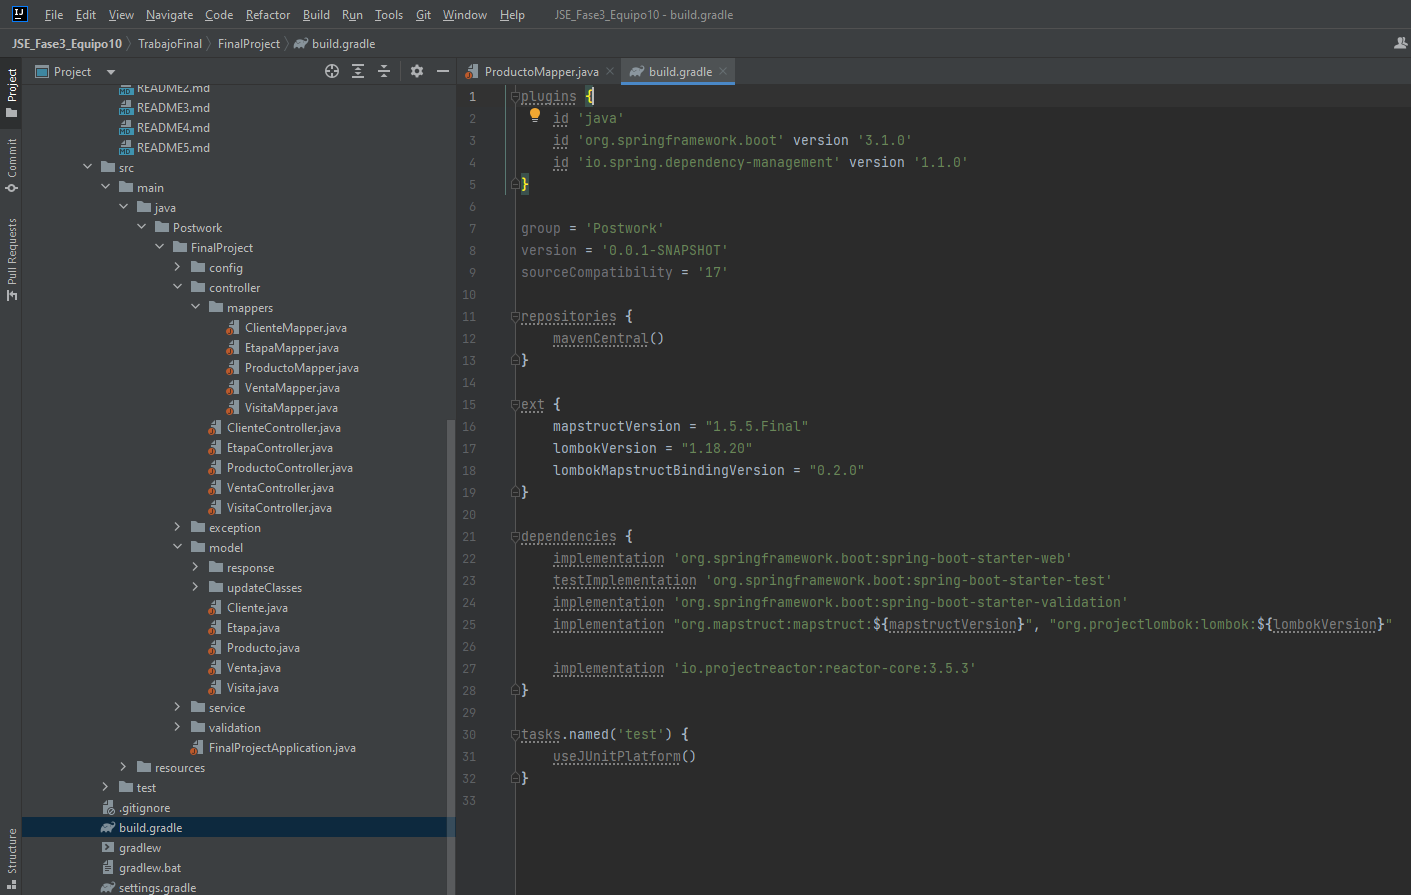 File Edit View Navigate Code Refactor Build Run Tools Git Window Help JSE_Fase3_Equipo10 - build.gradle
JSE_Fase3_Equipo10 TrabajoFinal FinalProject build.gradle
Project
Commit
Pull Requests
Structure
Project
README2.md
README3.md
README4.md
README5.md
src
main
java
Postwork
FinalProject
config
controller
mappers
ClienteMapper.java
EtapaMapper.java
ProductoMapper.java
VentaMapper.java
VisitaMapper.java
ClienteController.java
EtapaController.java
ProductoController.java
VentaController.java
VisitaController.java
exception
model
response
updateClasses
Cliente.java
Etapa.java
Producto.java
Venta.java
Visita.java
service
validation
FinalProjectApplication.java
resources
test
.gitignore
build.gradle
gradlew
gradlew.bat
settings.gradle
ProductoMapper.java build.gradle
1 plugins {
2 id 'java'
3 id 'org.springframework.boot' version '3.1.0'
4 id 'io.spring.dependency-management' version '1.1.0'
5 }
6
7 group = 'Postwork'
8 version = '0.0.1-SNAPSHOT'
9 sourceCompatibility = '17'
10
11 repositories {
12 mavenCentral()
13 }
14
15 ext {
16 mapstructVersion = "1.5.5.Final"
17 lombokVersion = "1.18.20"
18 lombokMapstructBindingVersion = "0.2.0"
19 }
20
21 dependencies {
22 implementation 'org.springframework.boot:spring-boot-starter-web'
23 testImplementation 'org.springframework.boot:spring-boot-starter-test'
24 implementation 'org.springframework.boot:spring-boot-starter-validation'
25 implementation "org.mapstruct:mapstruct:${mapstructVersion}", "org.projectlombok:lombok:${lombokVersion}"
26
27 implementation 'io.projectreactor:reactor-core:3.5.3'
28 }
29
30 tasks.named('test') {
31 useJUnitPlatform()
32 }
33